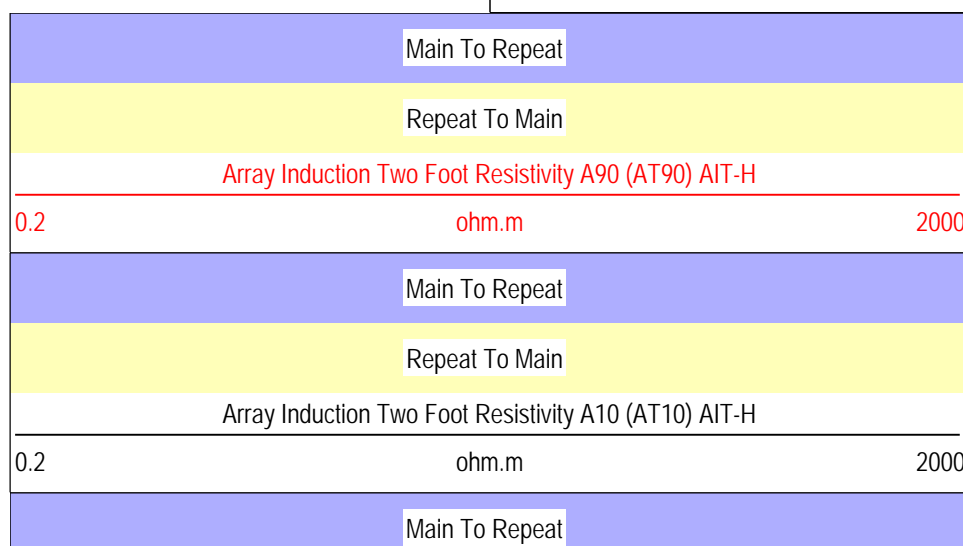 Main To Repeat
Repeat To Main
Array Induction Two Foot Resistivity A90 (AT90) AIT-H
0.2 ohm.m 2000
Main To Repeat
Repeat To Main
Array Induction Two Foot Resistivity A10 (AT10) AIT-H
0.2 ohm.m 2000
Main To Repeat